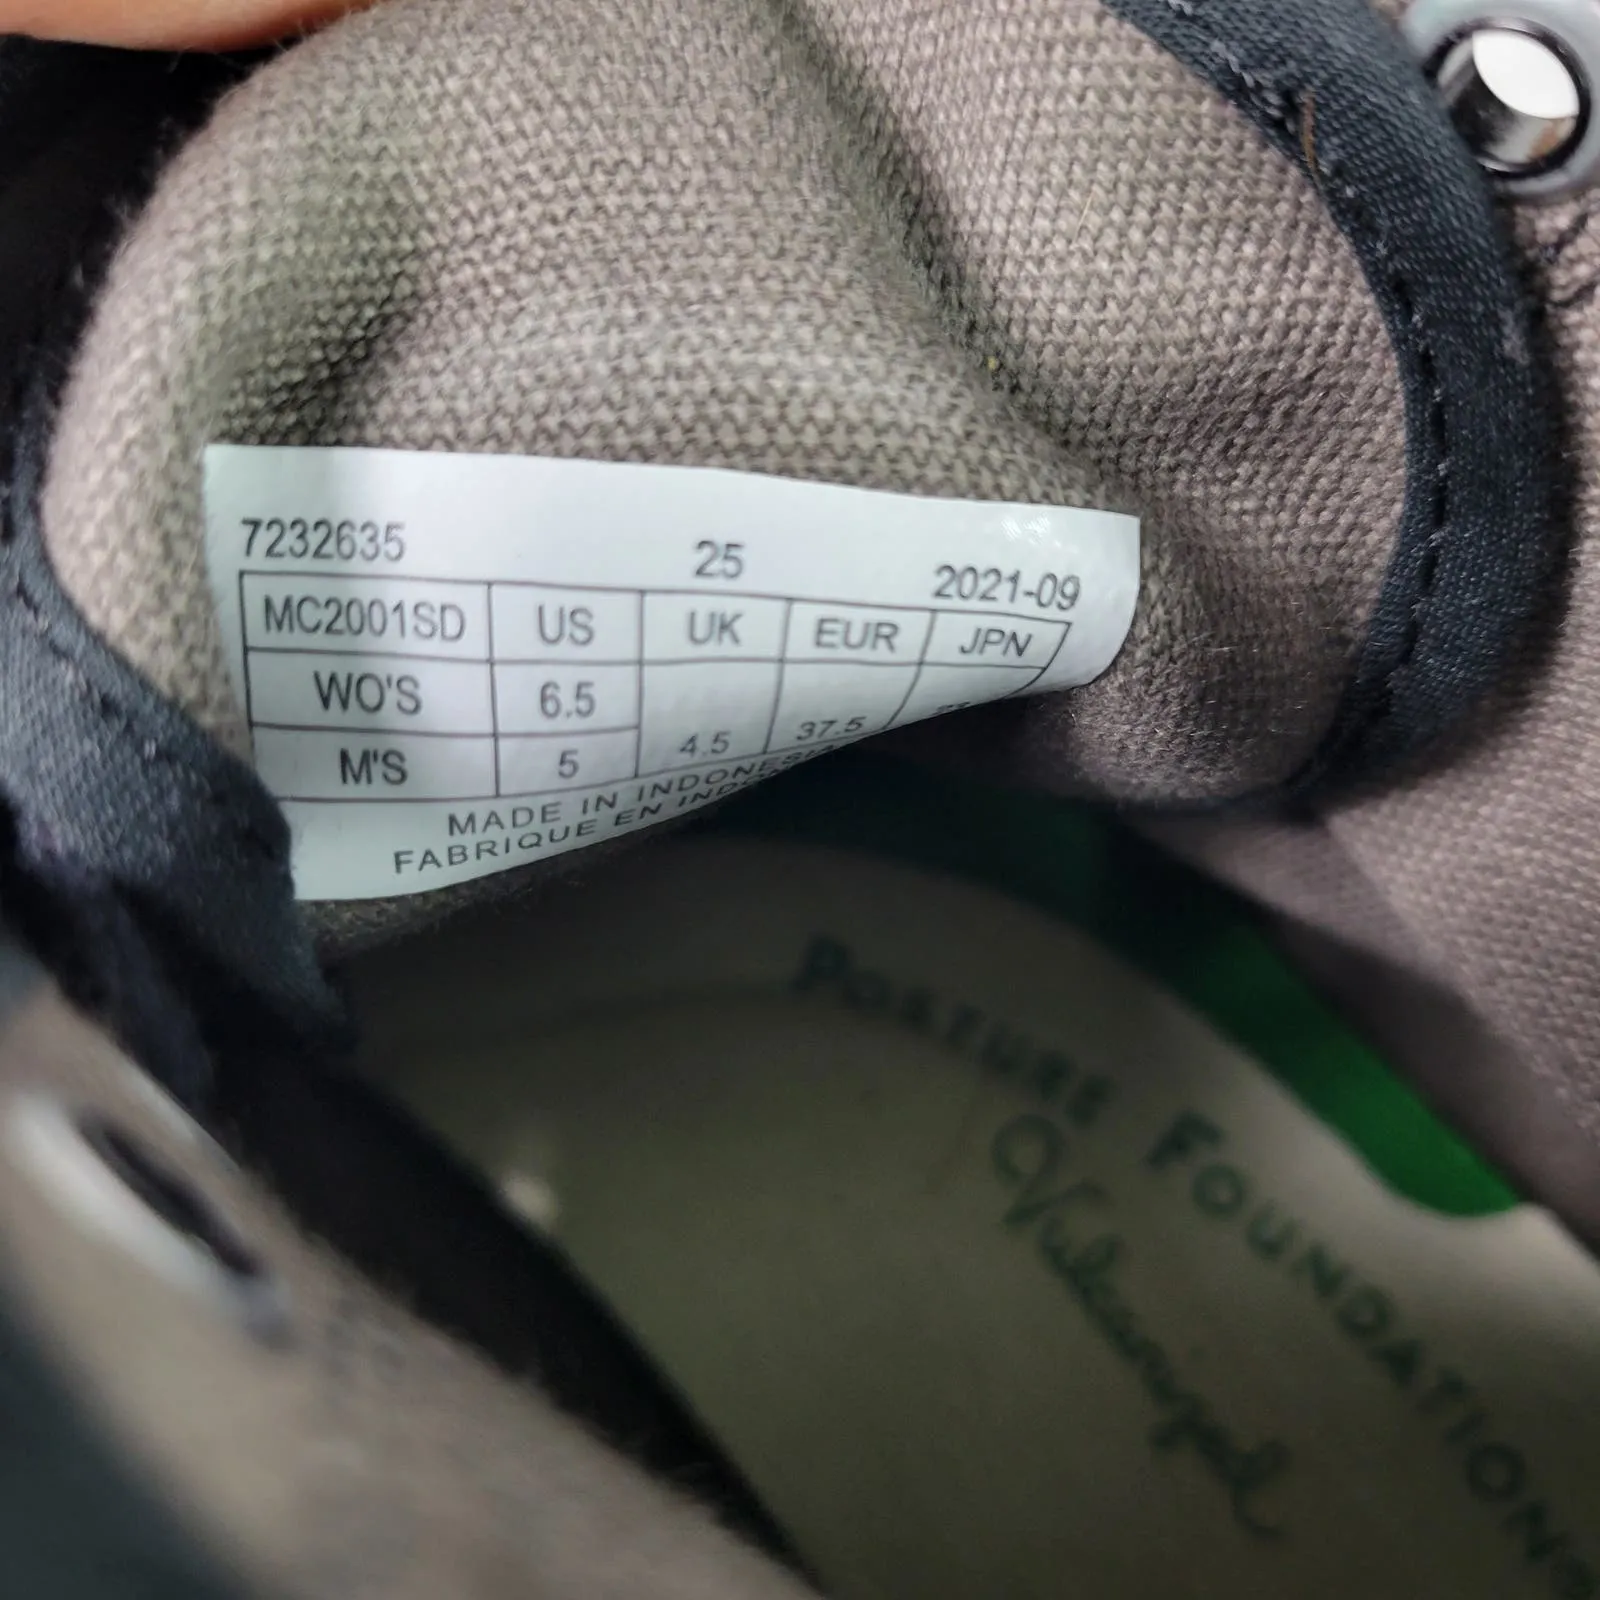 7232635 25 2021-09
MC2001SD US UK EUR JPN
WO'S 6.5
M'S 5 4.5 37.5
MADE IN INDONESIA
FABRIQUE EN
POSTURE FOUNDATION
Vulcanized